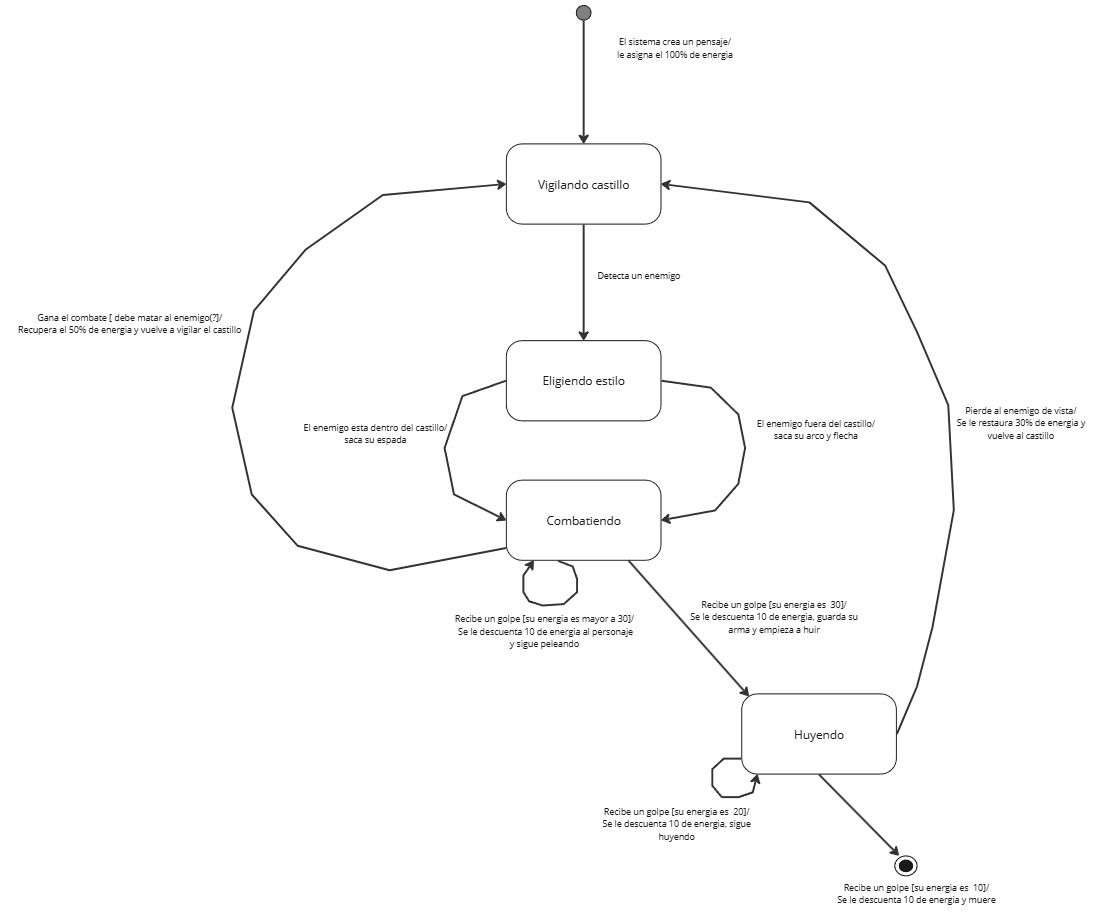 El sistema crea un pensaje/
le asigna el 100% de energia
Vigilando castillo
Detecta un enemigo
Gana el combate [ debe matar al enemigo(?]/
Recupera el 50% de energia y vuelve a vigilar el castillo
Eligiendo estilo
El enemigo esta dentro del castillo/
saca su espada
El enemigo fuera del castillo/
saca su arco y flecha
Pierde al enemigo de vista/
Se le restaura 30% de energia y
vuelve al castillo
Combatiendo
Recibe un golpe [su energia es mayor a 30]/
Se le descuenta 10 de energia al personaje
y sigue peleando
Recibe un golpe [su energia es  30]/
Se le descuenta 10 de energia, guarda su
arma y empieza a huir
Huyendo
Recibe un golpe [su energia es  20]/
Se le descuenta 10 de energia, sigue
huyendo
Recibe un golpe [su energia es  10]/
Se le descuenta 10 de energia y muere